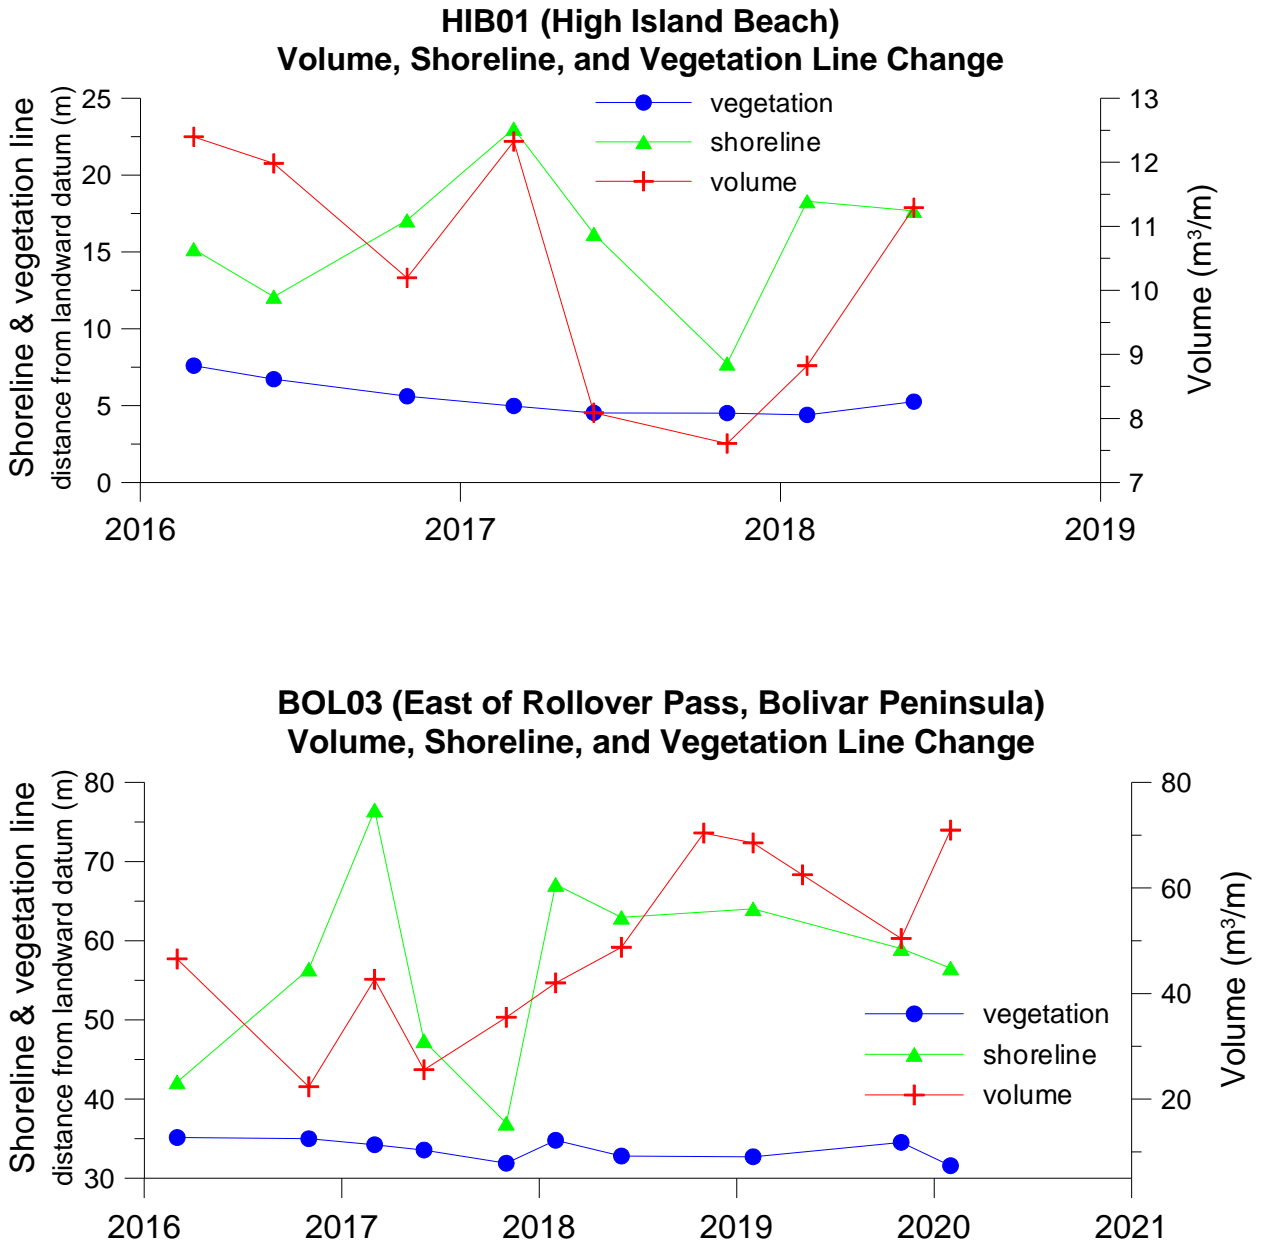 HIB01 (High Island Beach)
Volume, Shoreline, and Vegetation Line Change
Shoreline & vegetation line
distance from landward datum (m)
25
20
15
10
5
0
vegetation
shoreline
volume
13
12
11
10
9
8
7
Volume (m³/m)
2016 2017 2018 2019
BOL03 (East of Rollover Pass, Bolivar Peninsula)
Volume, Shoreline, and Vegetation Line Change
Shoreline & vegetation line
distance from landward datum (m)
80
70
60
50
40
30
vegetation
shoreline
volume
80
60
40
20
Volume (m³/m)
2016 2017 2018 2019 2020 2021